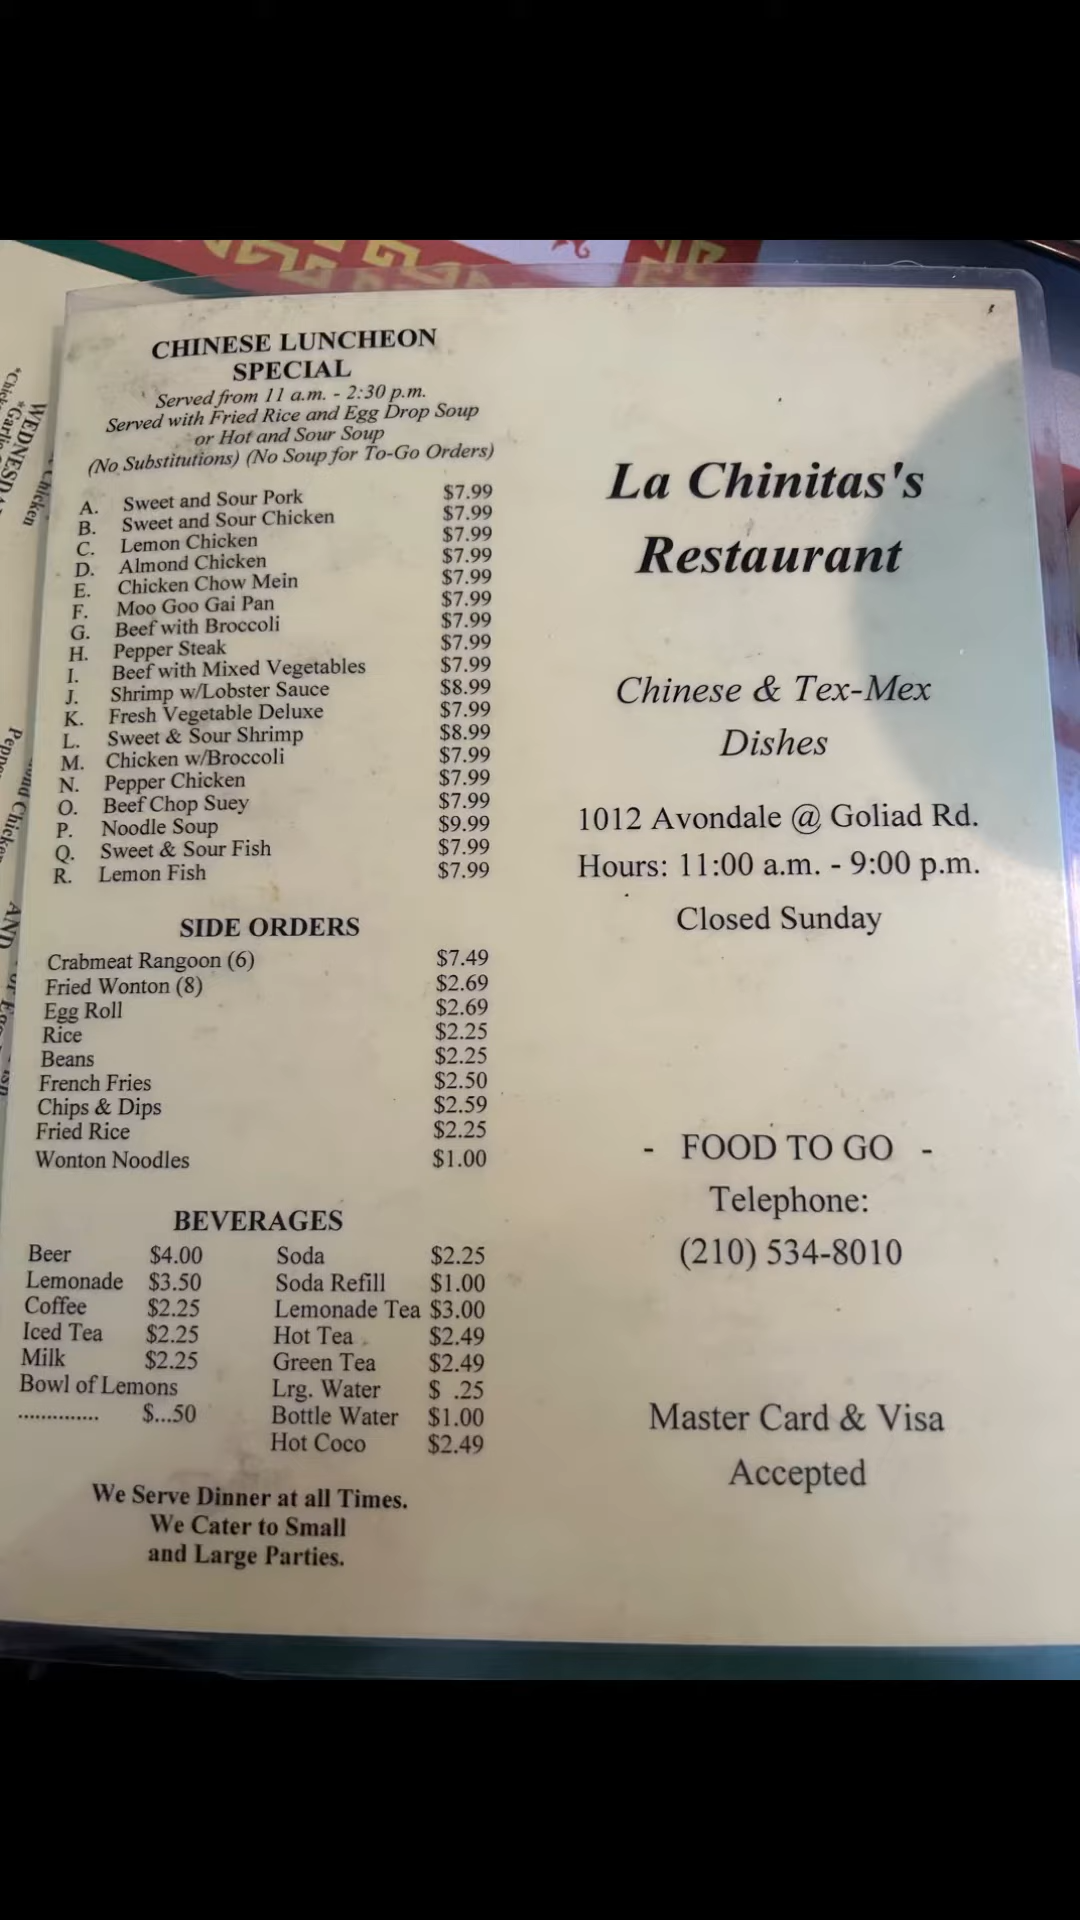 CHINESE LUNCHEON
SPECIAL
Served from 11 a.m. - 2:30 p.m.
Served with Fried Rice and Egg Drop Soup
or Hot and Sour Soup
(No Substitutions) (No Soup for To-Go Orders)
A. Sweet and Sour Pork $7.99
B. Sweet and Sour Chicken $7.99
C. Lemon Chicken $7.99
D. Almond Chicken $7.99
E. Chicken Chow Mein $7.99
F. Moo Goo Gai Pan $7.99
G. Beef with Broccoli $7.99
H. Pepper Steak $7.99
I. Beef with Mixed Vegetables $7.99
J. Shrimp w/Lobster Sauce $8.99
K. Fresh Vegetable Deluxe $7.99
L. Sweet & Sour Shrimp $8.99
M. Chicken w/Broccoli $7.99
N. Pepper Chicken $7.99
O. Beef Chop Suey $7.99
P. Noodle Soup $9.99
Q. Sweet & Sour Fish $7.99
R. Lemon Fish $7.99
SIDE ORDERS
Crabmeat Rangoon (6) $7.49
Fried Wonton (8) $2.69
Egg Roll $2.69
Rice $2.25
Beans $2.25
French Fries $2.50
Chips & Dips $2.59
Fried Rice $2.25
Wonton Noodles $1.00
BEVERAGES
Beer $4.00 Soda $2.25
Lemonade $3.50 Soda Refill $1.00
Coffee $2.25 Lemonade Tea $3.00
Iced Tea $2.25 Hot Tea $2.49
Milk $2.25 Green Tea $2.49
Bowl of Lemons Lrg. Water $ .25
.............. $...50 Bottle Water $1.00
Hot Coco $2.49
We Serve Dinner at all Times.
We Cater to Small
and Large Parties.
La Chinitas's
Restaurant
Chinese & Tex-Mex
Dishes
1012 Avondale @ Goliad Rd.
Hours: 11:00 a.m. - 9:00 p.m.
Closed Sunday
- FOOD TO GO -
Telephone:
(210) 534-8010
Master Card & Visa
Accepted